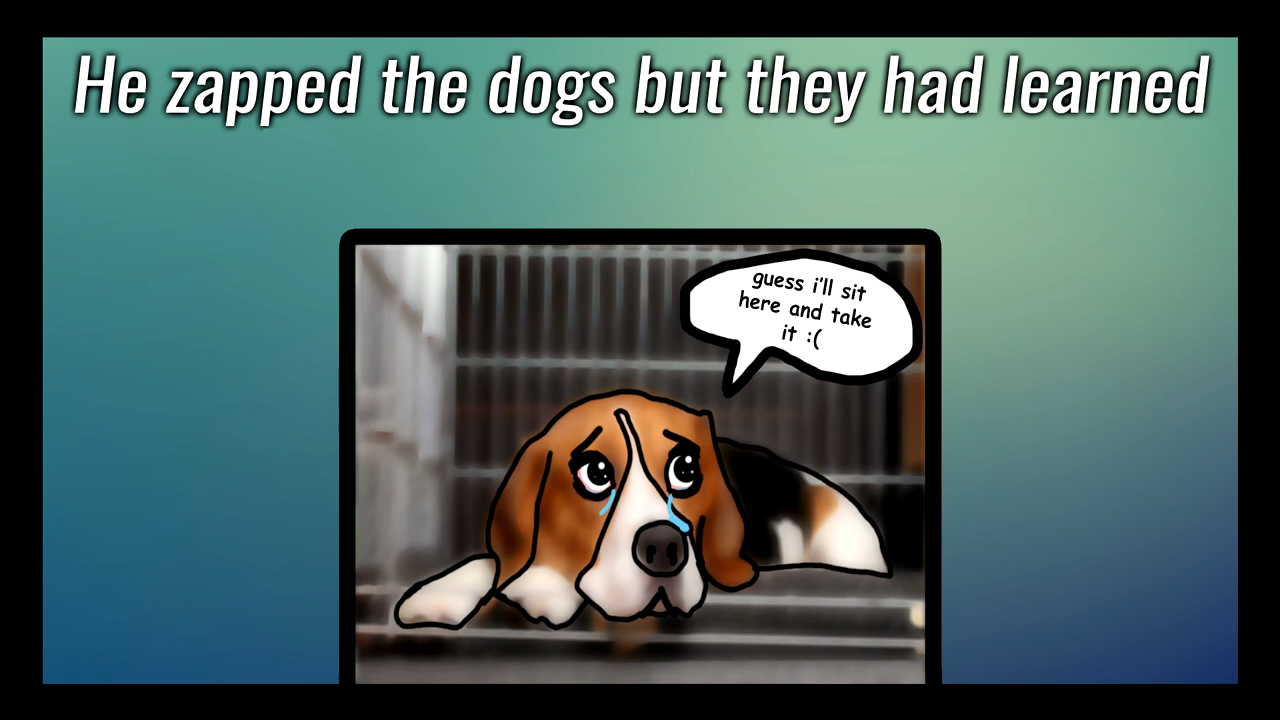 He zapped the dogs but they had learned
guess i'll sit
here and take
it :(